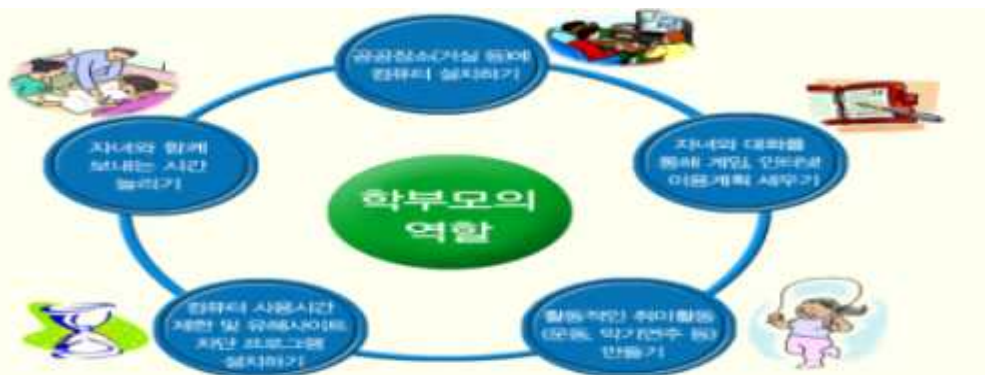 공공장소(거실 등)에
컴퓨터 설치하기
자녀와 대화를
통해 게임, 인터넷
이용계획 세우기
활동적인 취미활동
(운동, 악기연주 등)
만들기
컴퓨터 사용시간
제한 및 유해사이트
차단 프로그램
설치하기
자녀와 함께
보내는 시간
늘리기
학부모의
역할